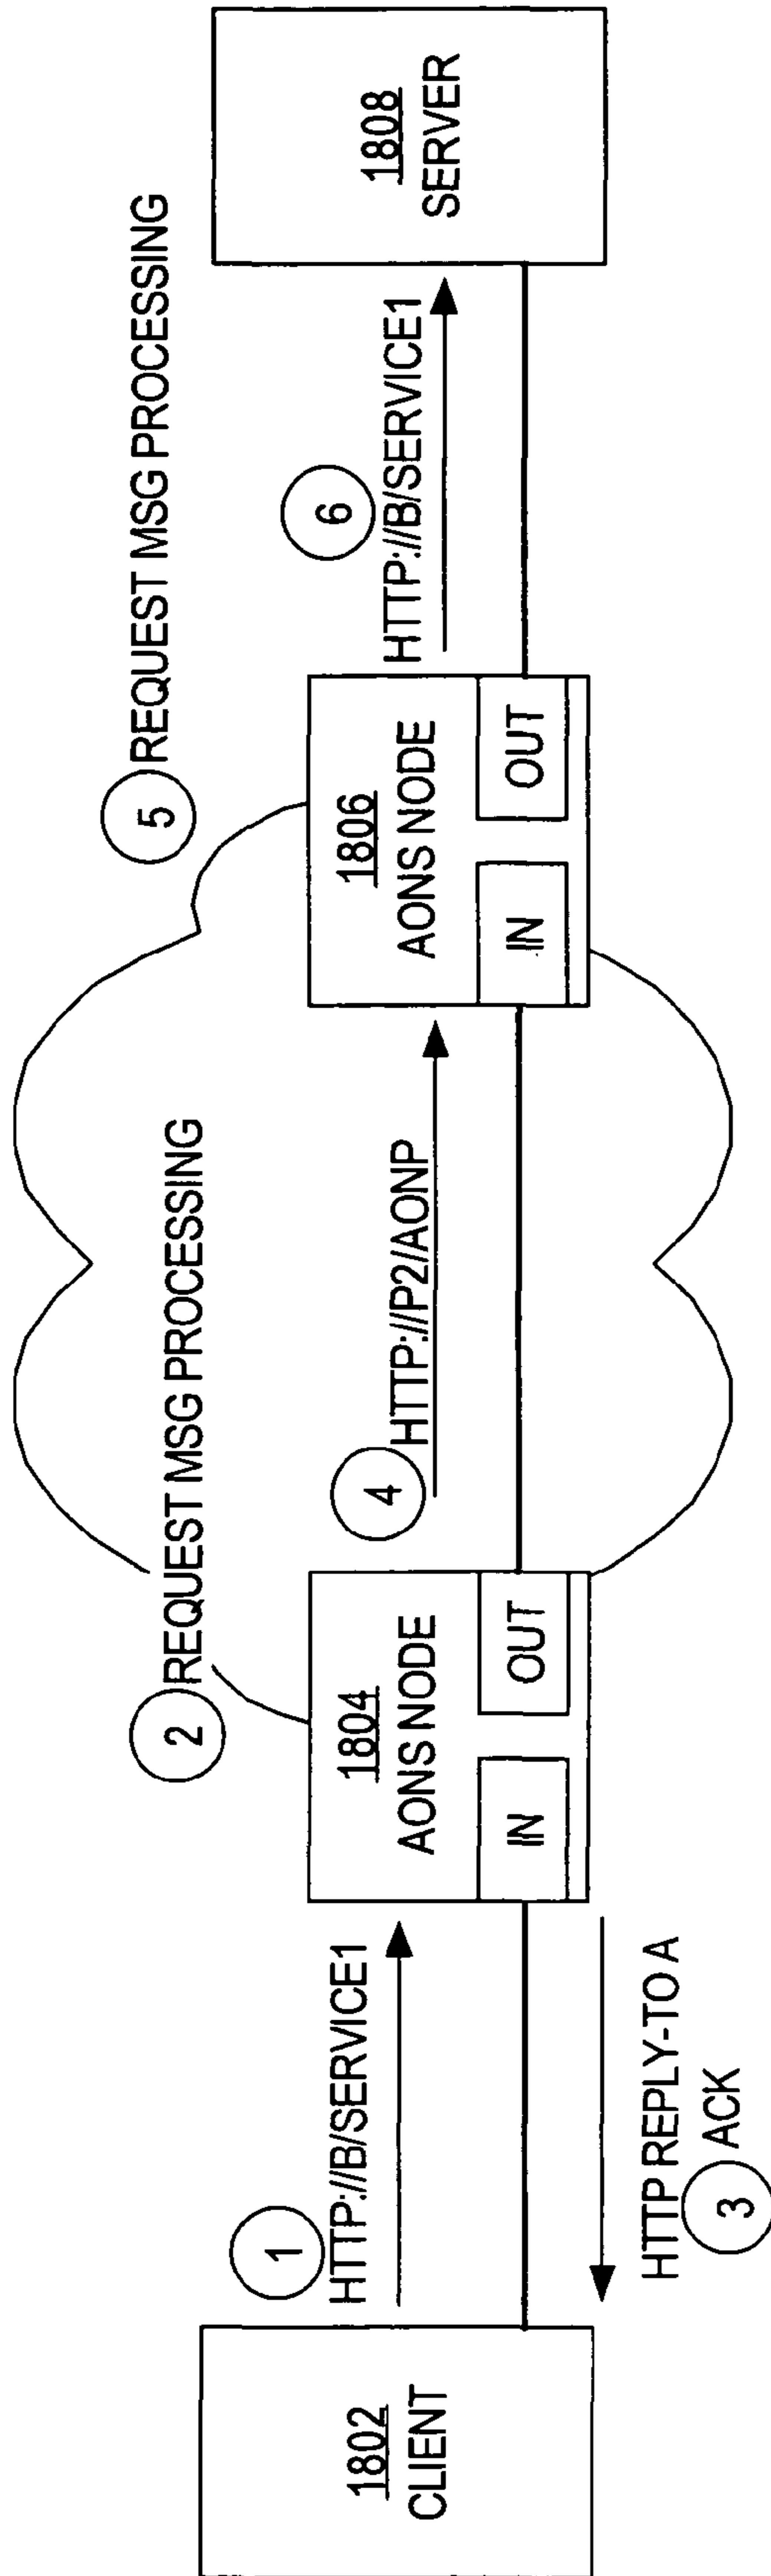 1802
CLIENT
1
HTTP://B/SERVICE1
HTTP REPLY-TO A
3 ACK
2 REQUEST MSG PROCESSING
1804
AONS NODE
IN
OUT
4
HTTP://P2/AONP
5 REQUEST MSG PROCESSING
1806
AONS NODE
IN
OUT
6
HTTP://B/SERVICE1
1808
SERVER